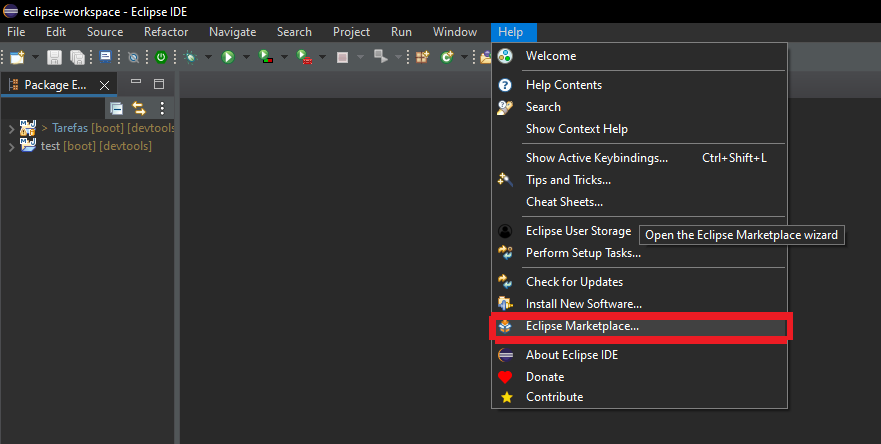 eclipse-workspace - Eclipse IDE
File Edit Source Refactor Navigate Search Project Run Window Help
Package E...
> Tarefas [boot] [devtools
test [boot] [devtools]
Welcome
Help Contents
Search
Show Context Help
Show Active Keybindings... Ctrl+Shift+L
Tips and Tricks...
Cheat Sheets...
Eclipse User Storage
Open the Eclipse Marketplace wizard
Perform Setup Tasks...
Check for Updates
Install New Software...
Eclipse Marketplace...
About Eclipse IDE
Donate
Contribute